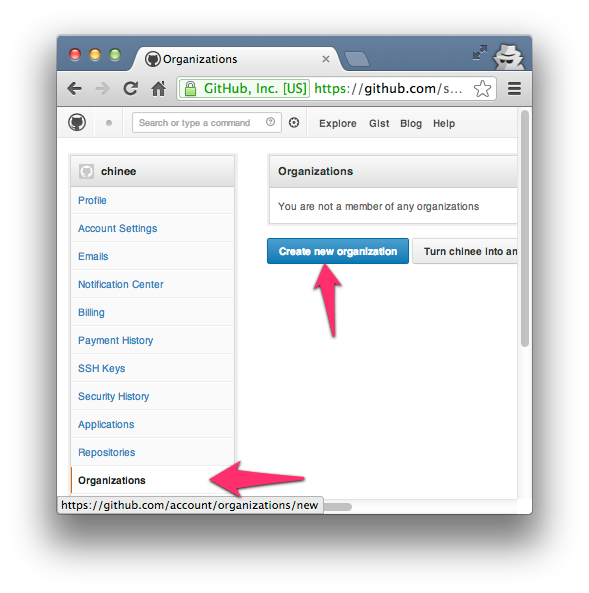 Organizations
GitHub, Inc. [US] https://github.com/s...
Search or type a command
Explore Gist Blog Help
chinee
Profile
Account Settings
Emails
Notification Center
Billing
Payment History
SSH Keys
Security History
Applications
Repositories
Organizations
Organizations
You are not a member of any organizations
Create new organization
Turn chinee into an
https://github.com/account/organizations/new